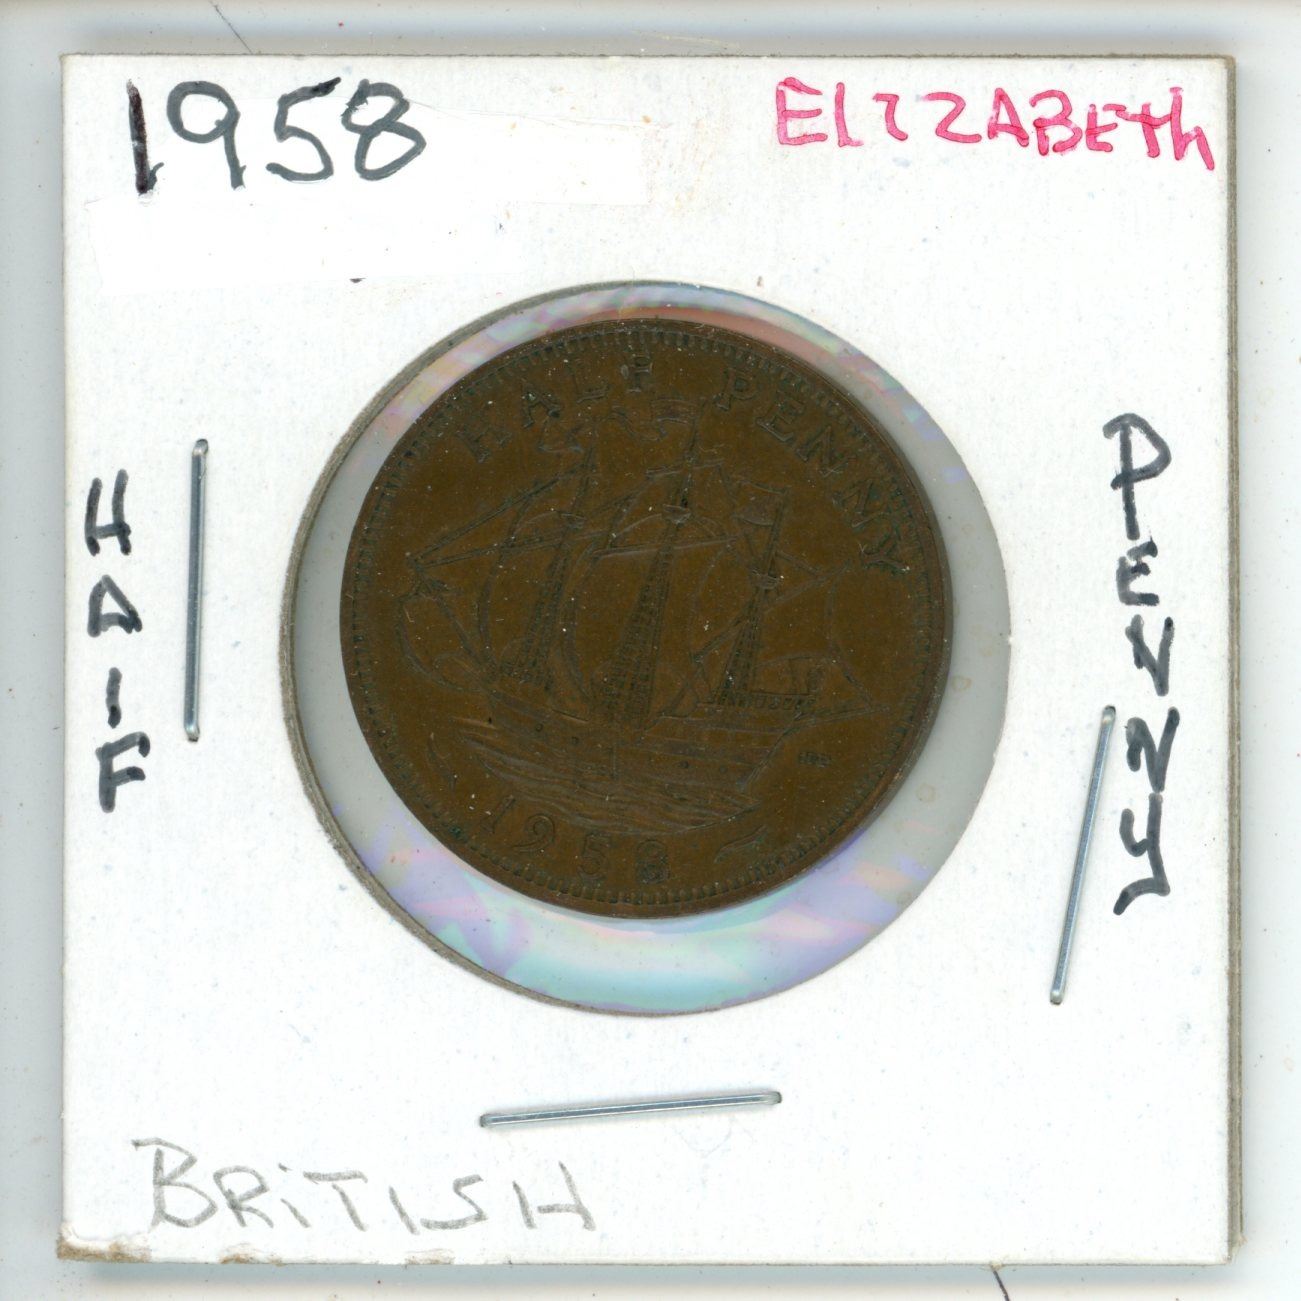 1958
ELIZABETH
HALF
PENNY
HALF PENNY
1958
BRITISH